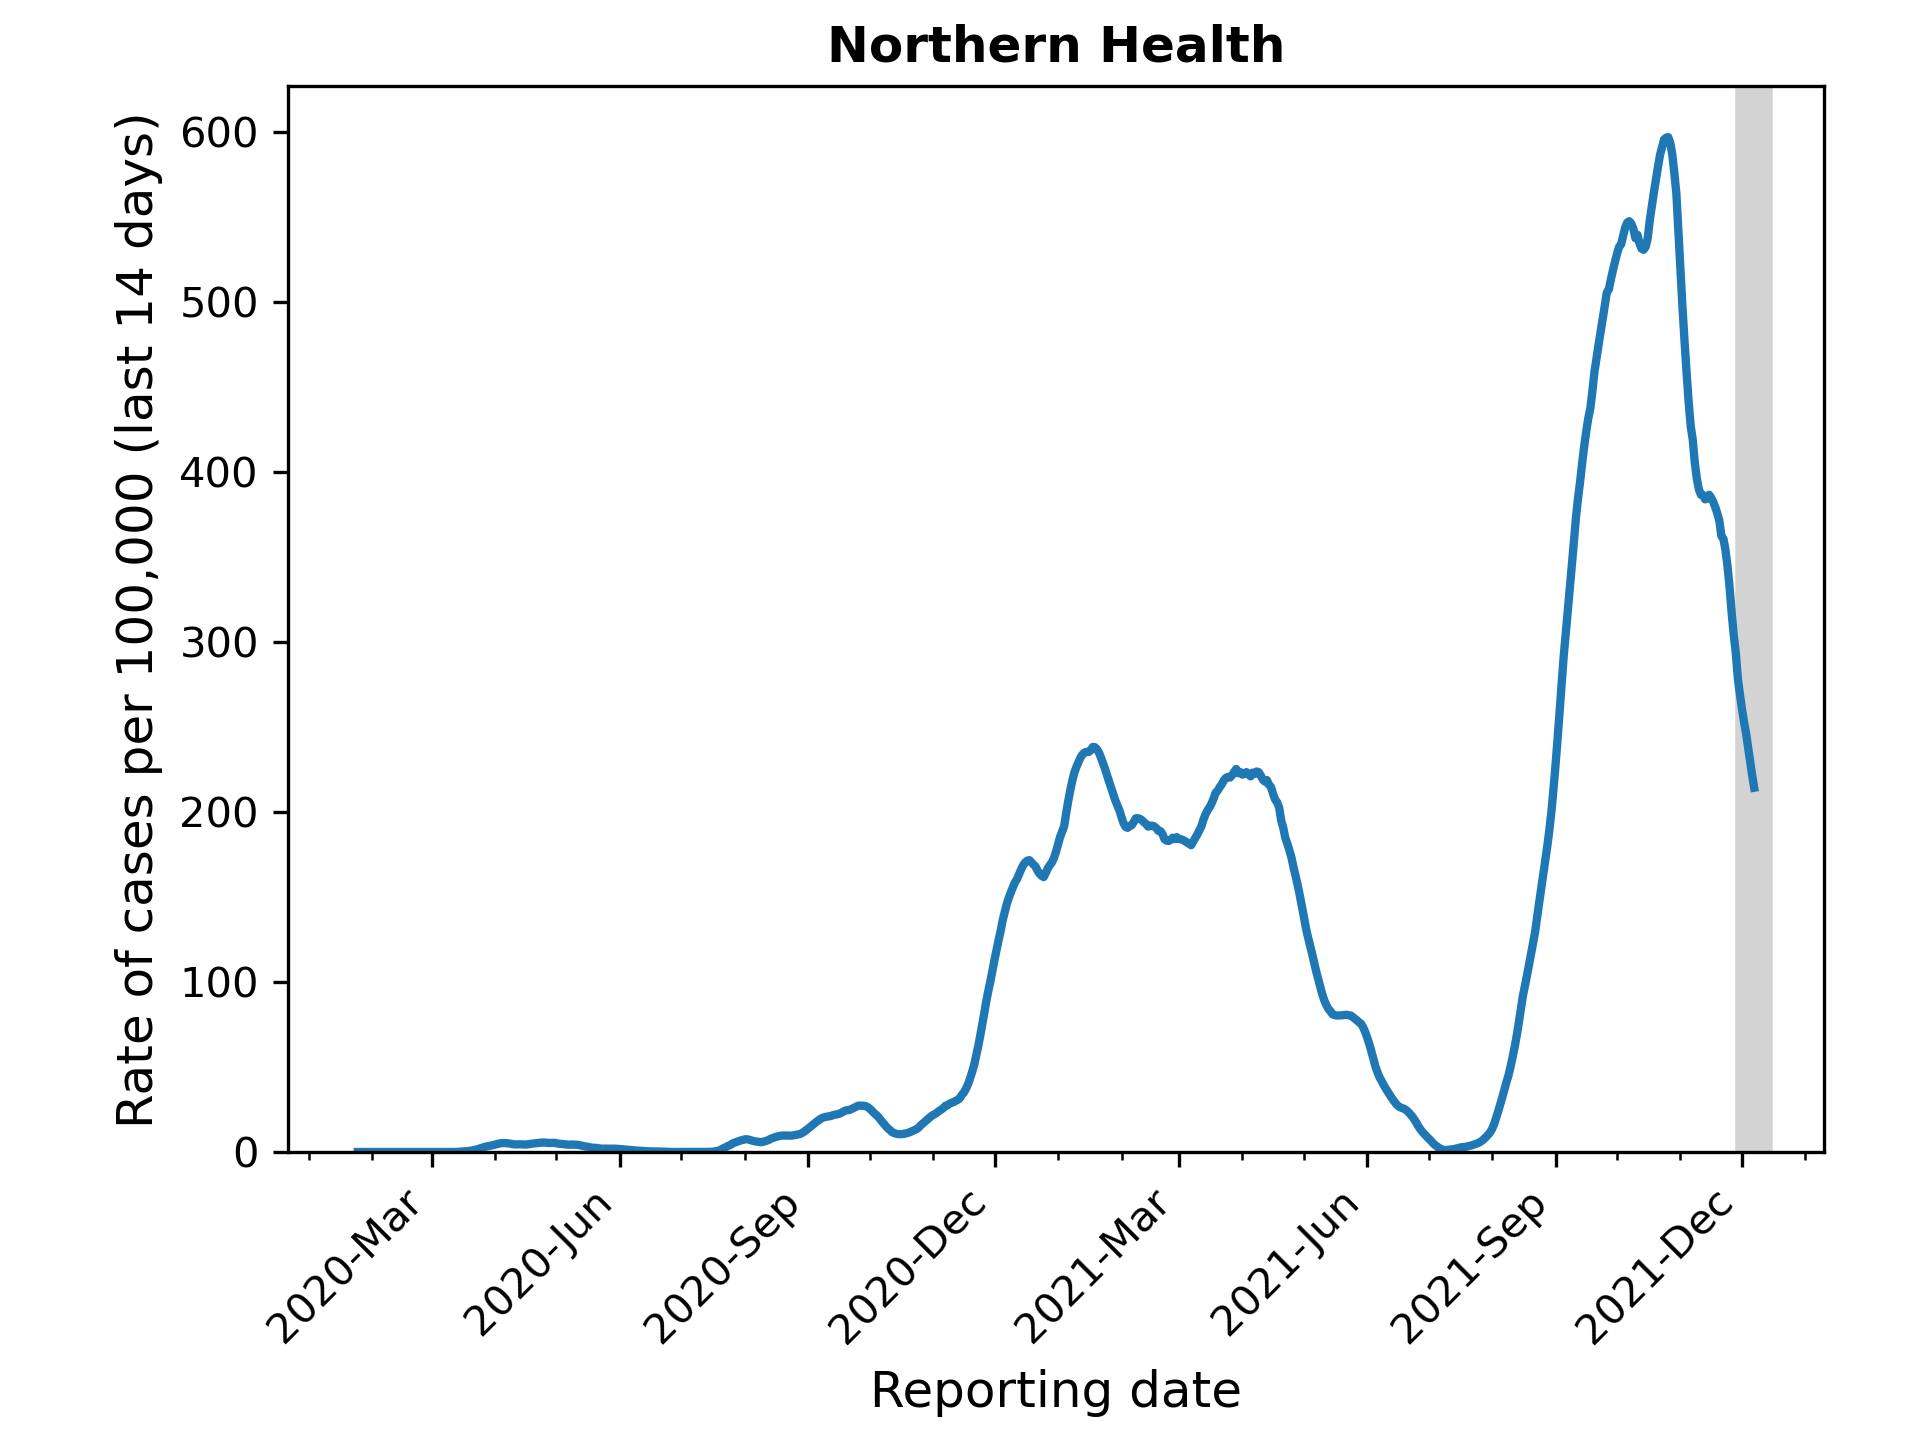 Northern Health
Rate of cases per 100,000 (last 14 days)
600
500
400
300
200
100
0
2020-Mar
2020-Jun
2020-Sep
2020-Dec
2021-Mar
2021-Jun
2021-Sep
2021-Dec
Reporting date